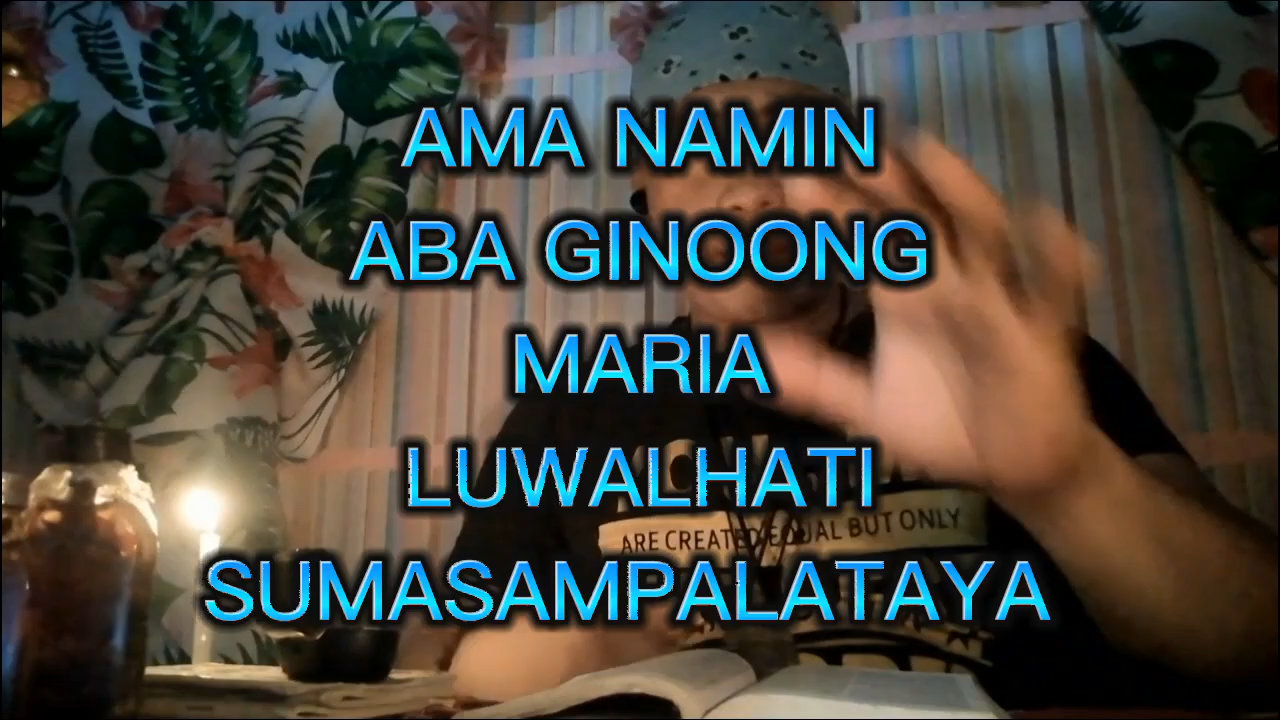 AMA NAMIN
ABA GINOONG
MARIA
LUWALHATI
ARE CREATED EQUAL BUT ONLY
SUMASAMPALATAYA